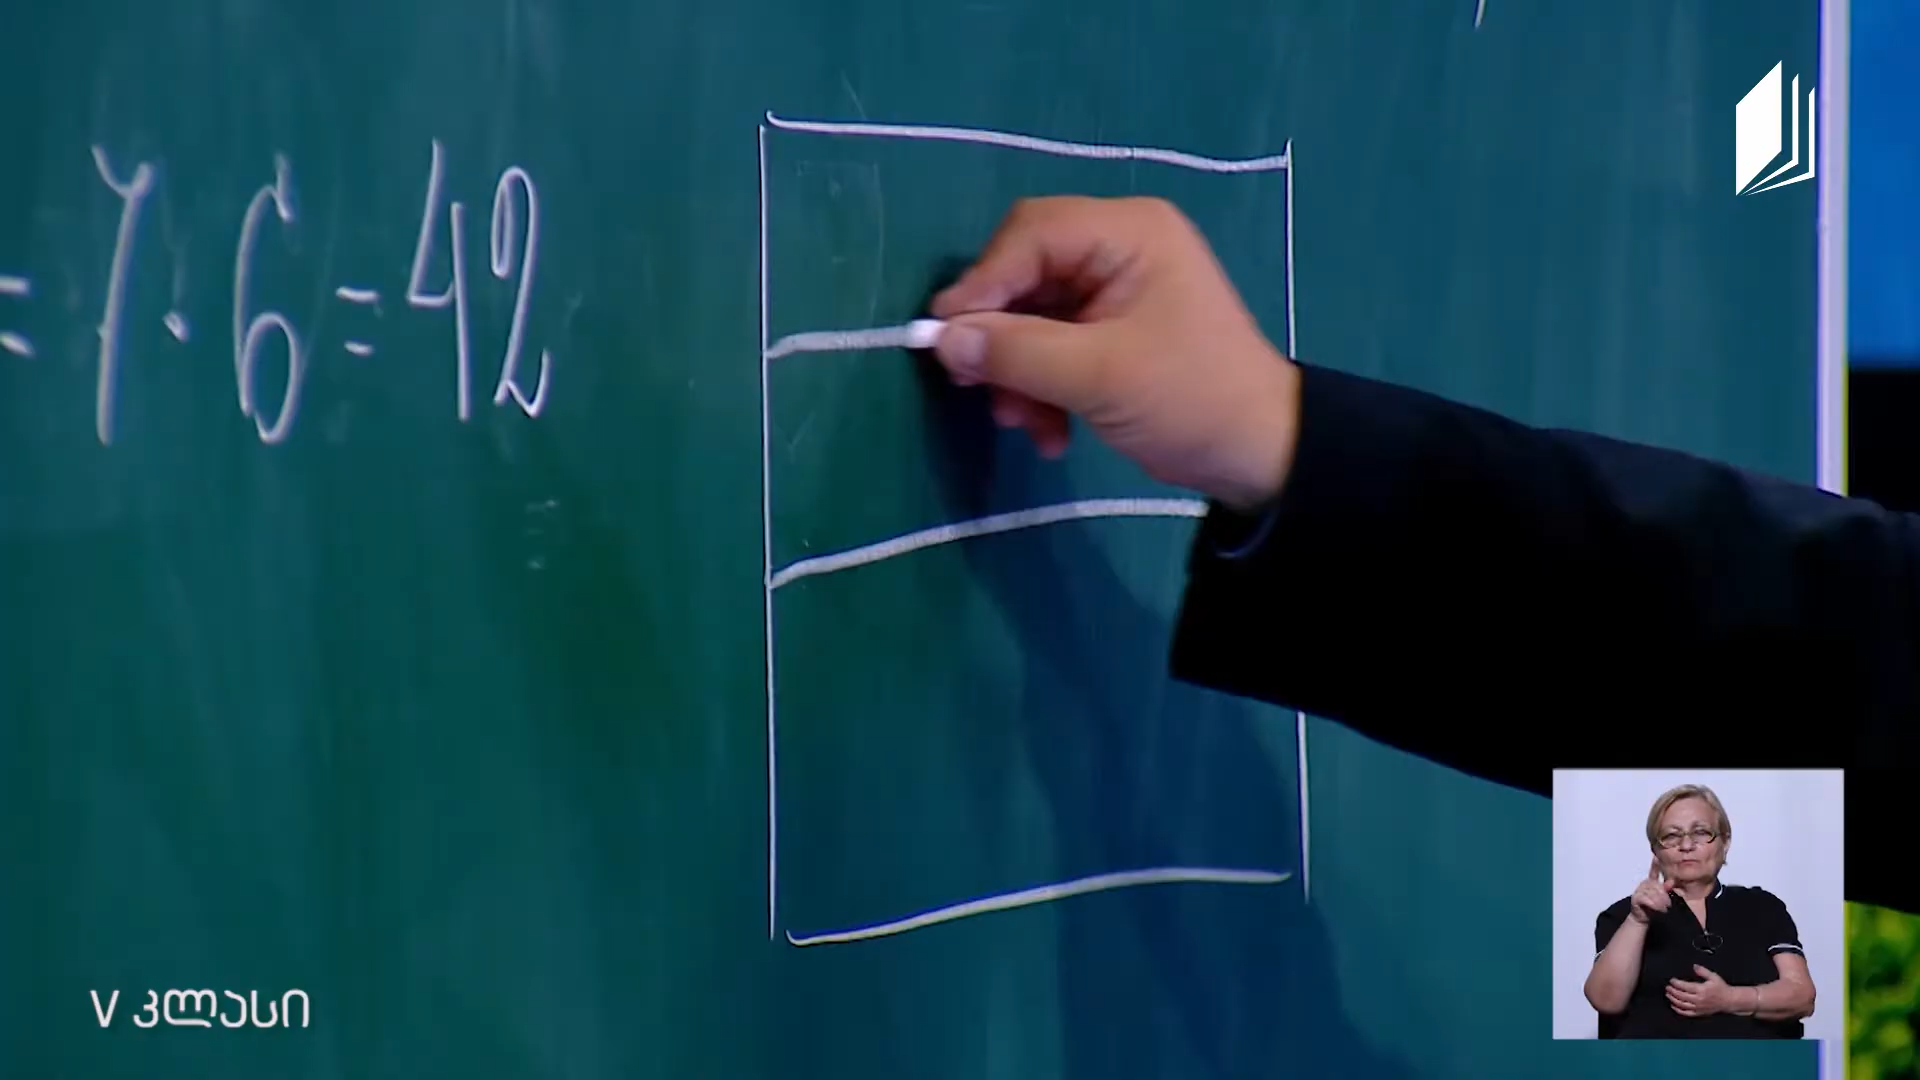 = 7 · 6 = 42
V კლასი